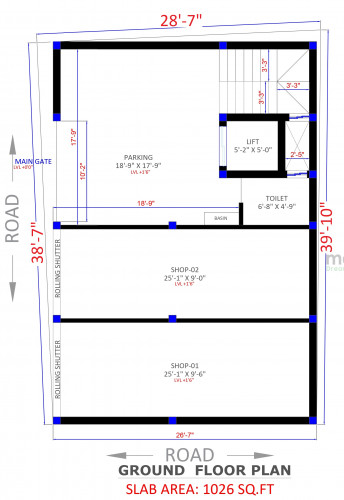 28'-7"
3'-3"
3'-3"
3'-3"
LIFT
5'-2" X 5'-0"
2'-9"
PARKING
18'-9" X 17'-9"
LVL +1'6"
17'-9"
10'-2"
MAIN GATE
LVL +0'0"
ROAD
38'-7"
39'-10"
TOILET
6'-8" X 4'-9"
18'-9"
BASIN
ROLLING SHUTTER
SHOP-02
25'-1" X 9'-0"
LVL +1'6"
ROLLING SHUTTER
SHOP-01
25'-1" X 9'-6"
LVL +1'6"
26'-7"
ROAD
GROUND FLOOR PLAN
SLAB AREA: 1026 SQ.FT